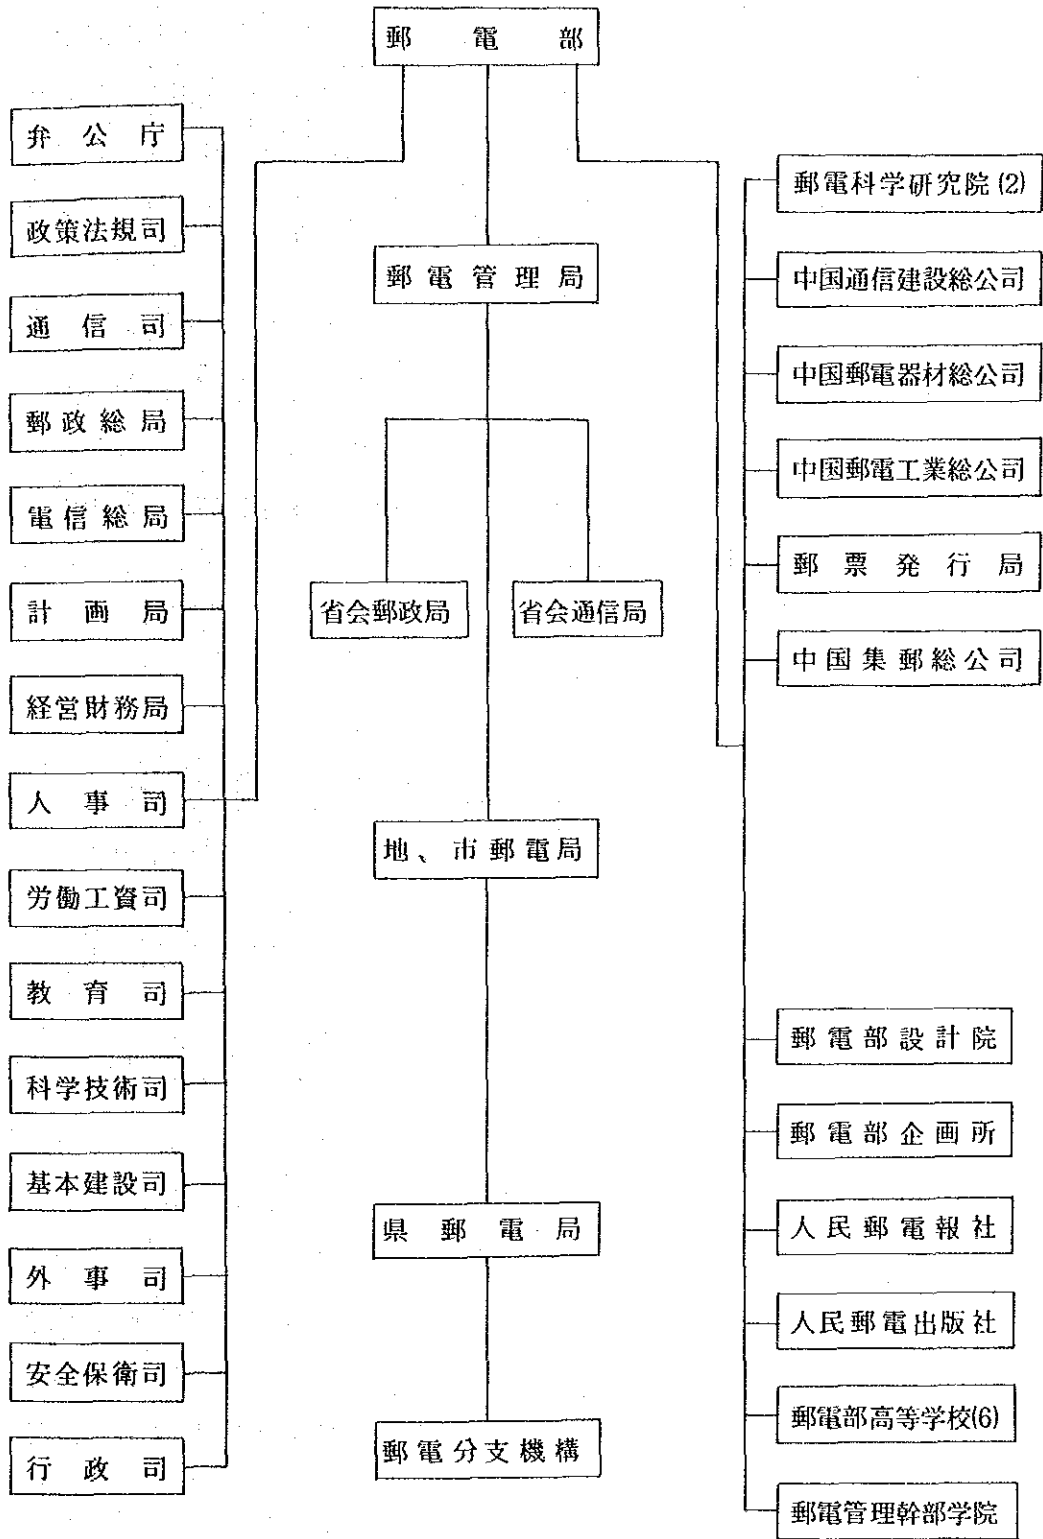 郵電部
弁公庁
政策法規司
通信司
郵政総局
電信総局
計画局
経営財務局
人事司
労働工資司
教育司
科学技術司
基本建設司
外事司
安全保衛司
行政司
郵電管理局
省会郵政局
省会通信局
地、市郵電局
県郵電局
郵電分支機構
郵電科学研究院(2)
中国通信建設総公司
中国郵電器材総公司
中国郵電工業総公司
郵票発行局
中国集郵総公司
郵電部設計院
郵電部企画所
人民郵電報社
人民郵電出版社
郵電部高等学校(6)
郵電管理幹部学院